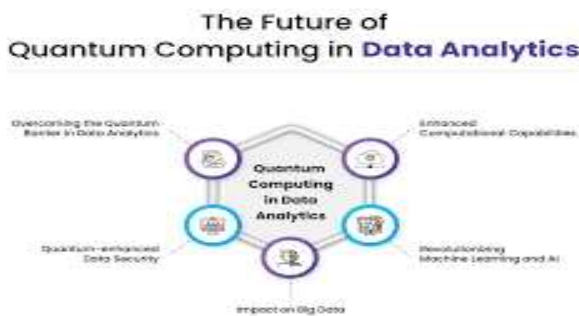 The Future of
Quantum Computing in Data Analytics
Overcoming the Quantum
Barrier in Data Analytics
Enhanced
Computational Capabilities
Quantum
Computing
in Data
Analytics
Quantum-enhanced
Data Security
Revolutionizing
Machine Learning and AI
Impact on Big Data